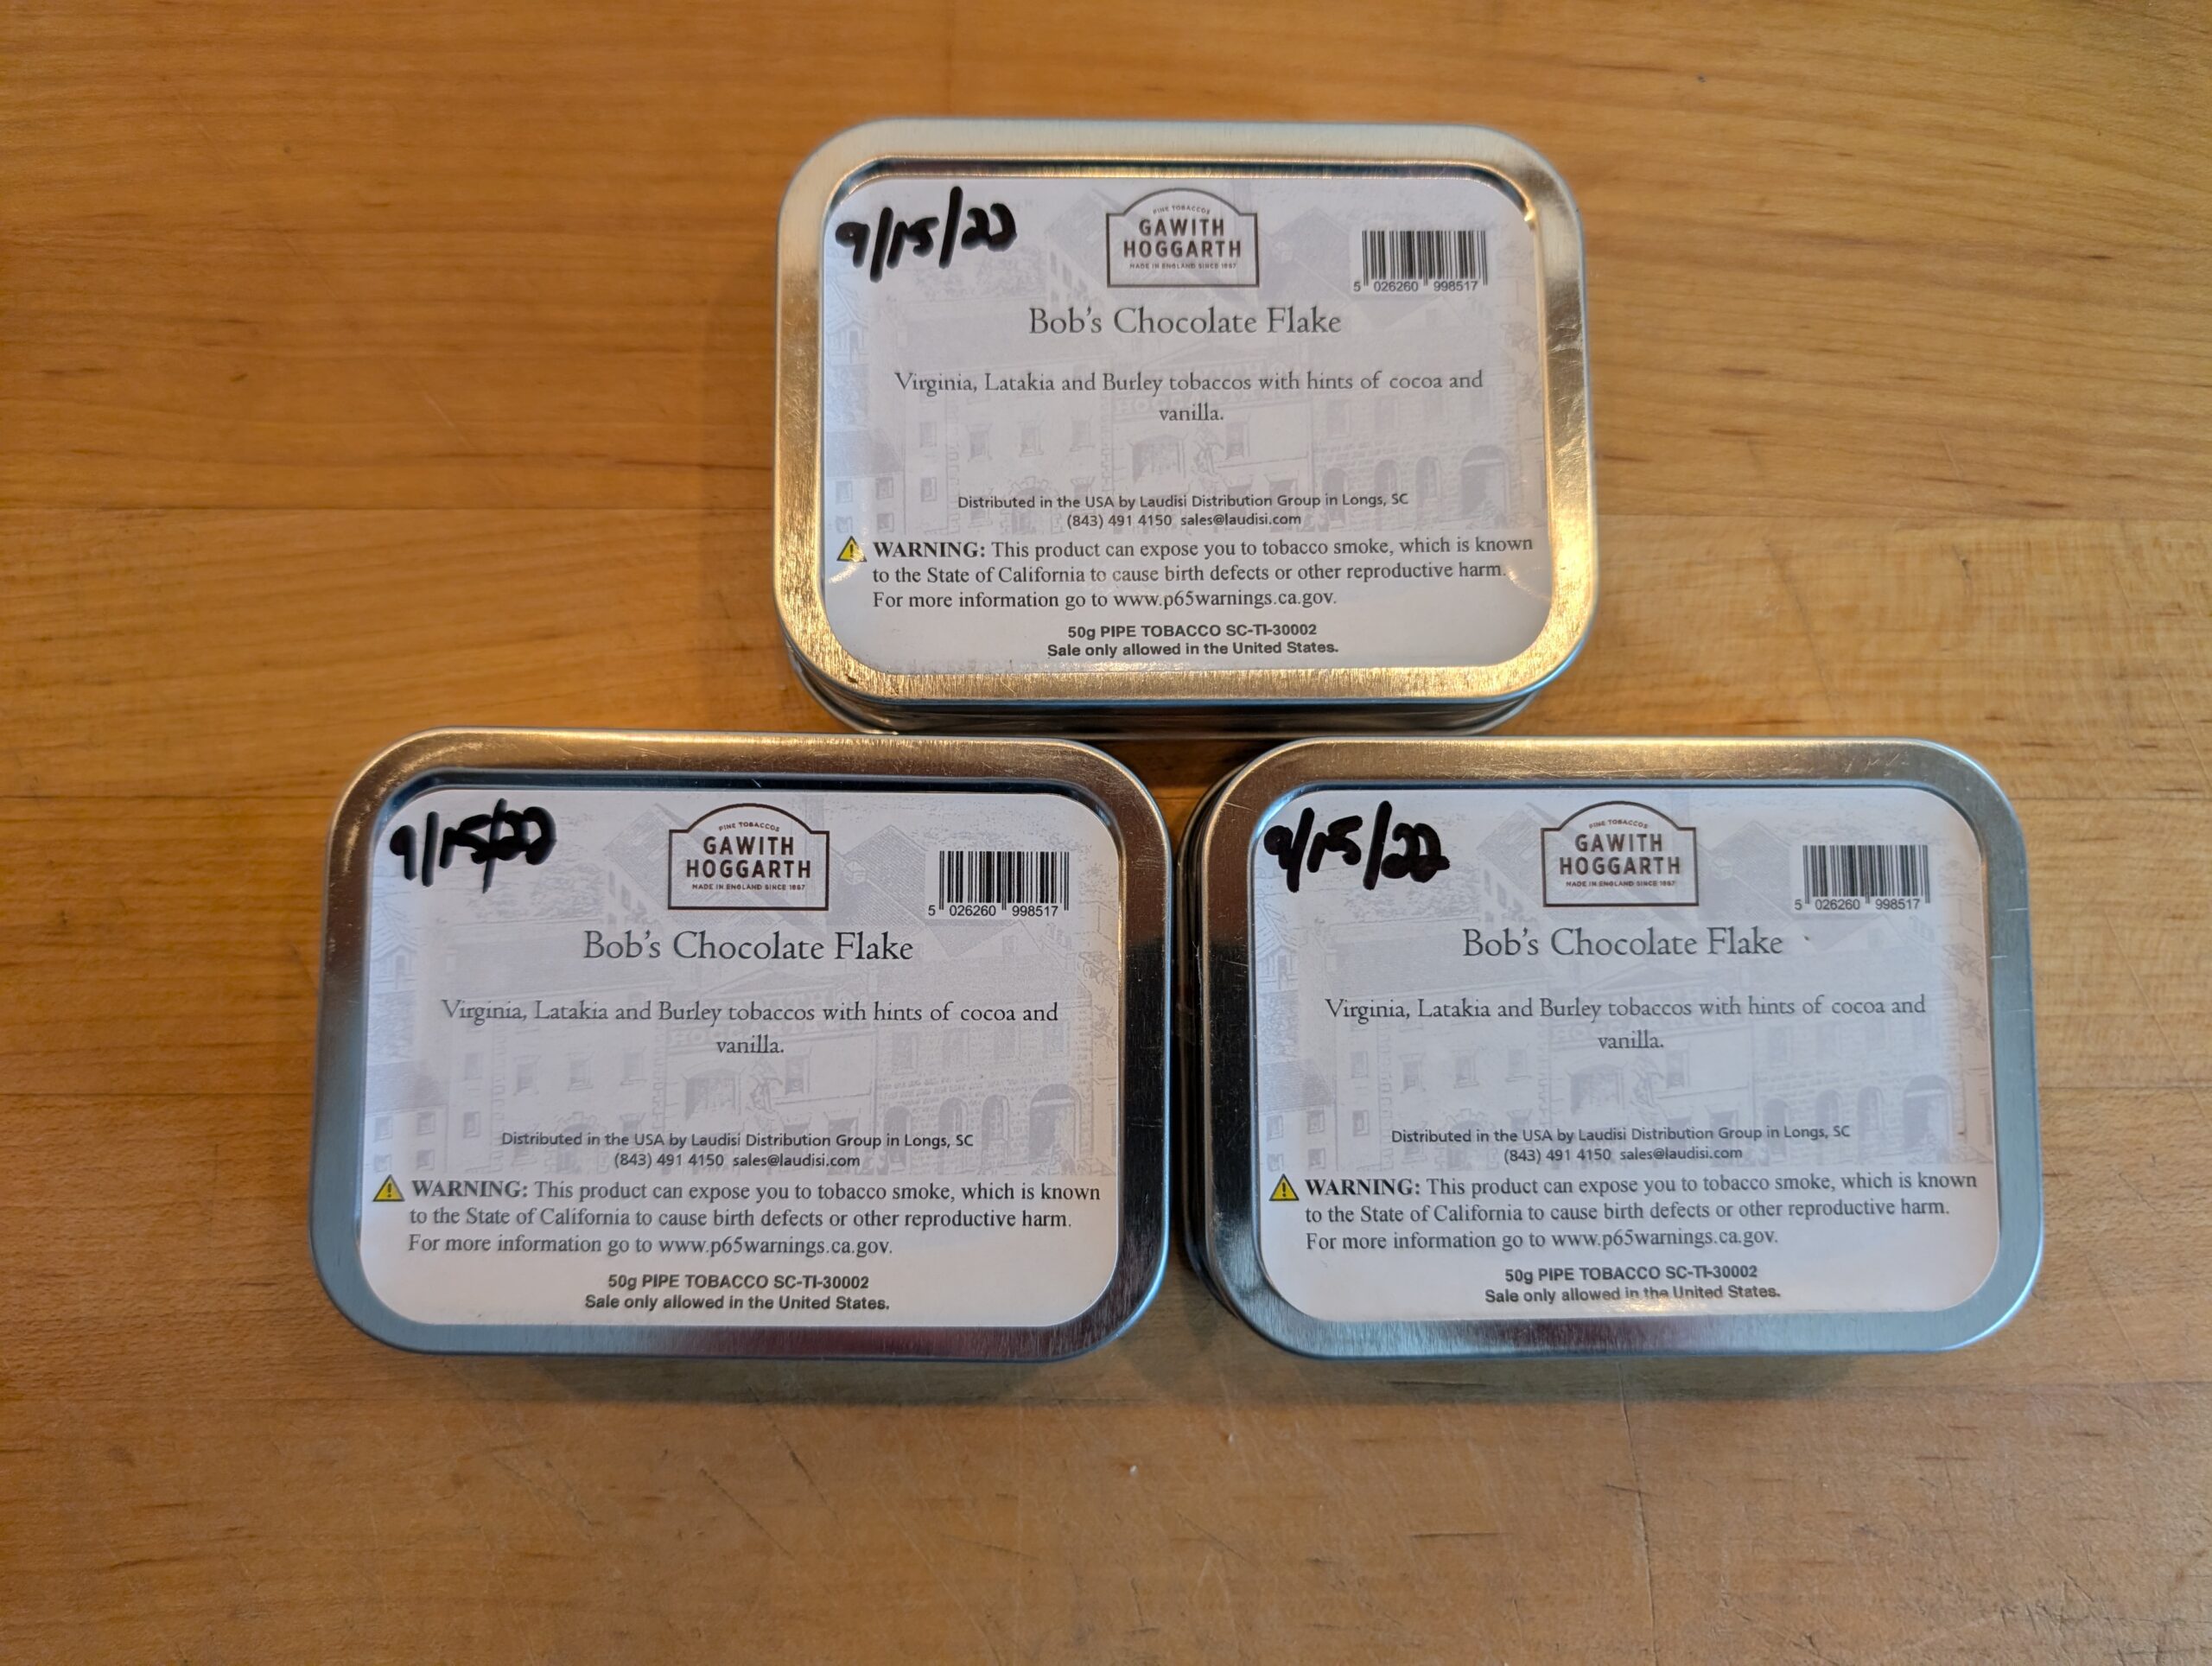 9/15/22
FINE TOBACCOS
GAWITH
HOGGARTH
MADE IN ENGLAND SINCE 1887
5 026260 998517
Bob's Chocolate Flake
Virginia, Latakia and Burley tobaccos with hints of cocoa and
vanilla.
Distributed in the USA by Laudisi Distribution Group in Longs, SC
(843) 491 4150 sales@laudisi.com
WARNING: This product can expose you to tobacco smoke, which is known
to the State of California to cause birth defects or other reproductive harm.
For more information go to www.p65warnings.ca.gov.
50g PIPE TOBACCO SC-TI-30002
Sale only allowed in the United States.
9/15/22
FINE TOBACCOS
GAWITH
HOGGARTH
MADE IN ENGLAND SINCE 1887
5 026260 998517
Bob's Chocolate Flake
Virginia, Latakia and Burley tobaccos with hints of cocoa and
vanilla.
Distributed in the USA by Laudisi Distribution Group in Longs, SC
(843) 491 4150 sales@laudisi.com
WARNING: This product can expose you to tobacco smoke, which is known
to the State of California to cause birth defects or other reproductive harm.
For more information go to www.p65warnings.ca.gov.
50g PIPE TOBACCO SC-TI-30002
Sale only allowed in the United States.
9/15/22
FINE TOBACCOS
GAWITH
HOGGARTH
MADE IN ENGLAND SINCE 1887
5 026260 998517
Bob's Chocolate Flake
Virginia, Latakia and Burley tobaccos with hints of cocoa and
vanilla.
Distributed in the USA by Laudisi Distribution Group in Longs, SC
(843) 491 4150 sales@laudisi.com
WARNING: This product can expose you to tobacco smoke, which is known
to the State of California to cause birth defects or other reproductive harm.
For more information go to www.p65warnings.ca.gov.
50g PIPE TOBACCO SC-TI-30002
Sale only allowed in the United States.